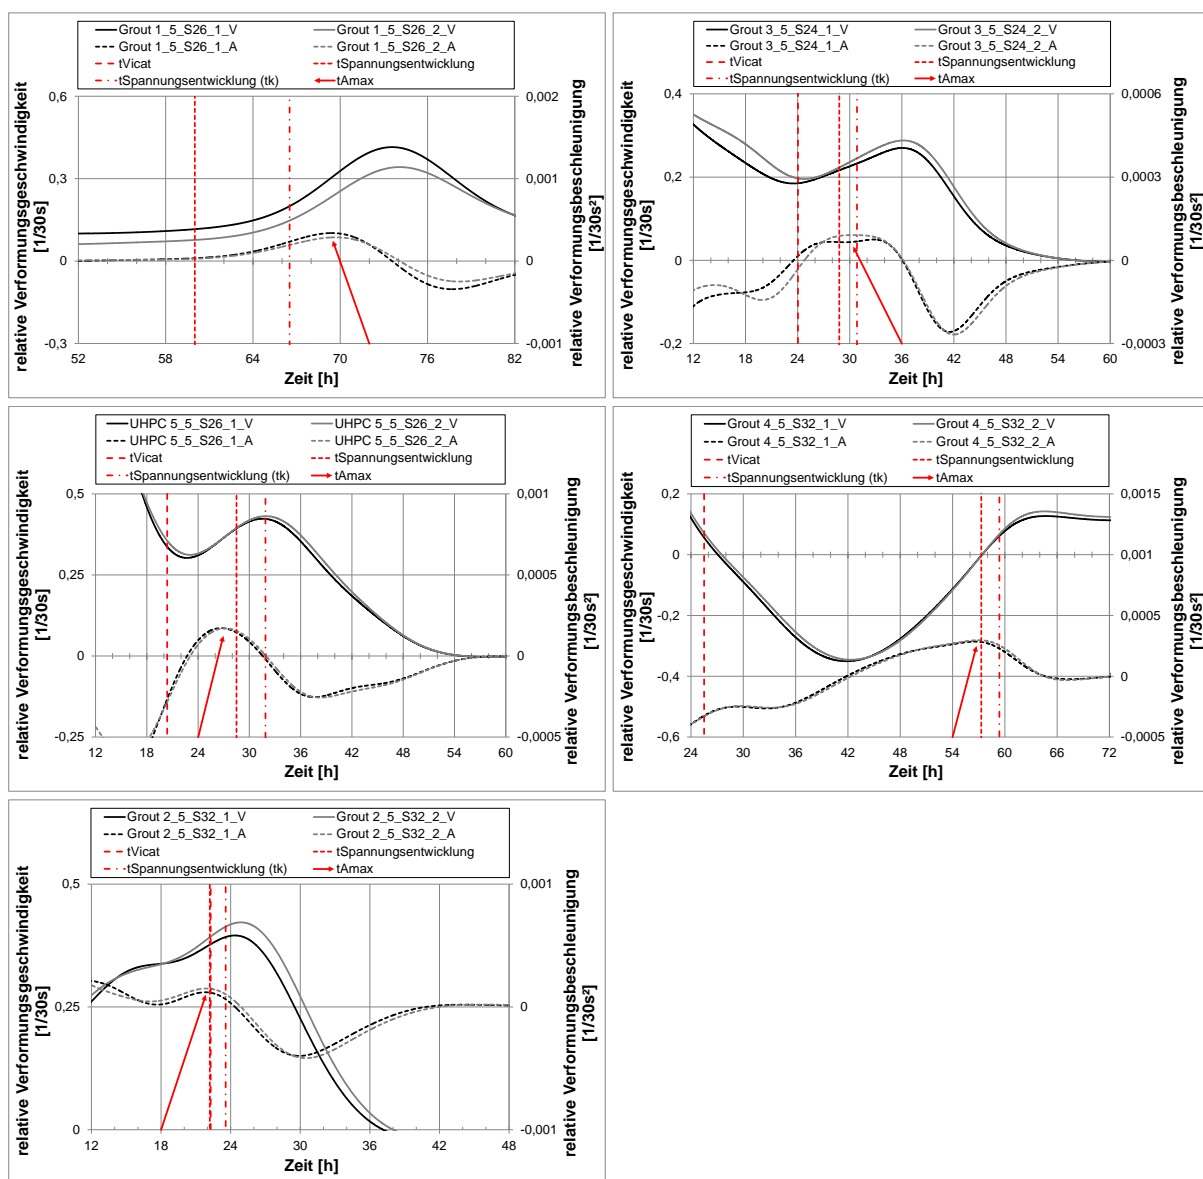 Grout 1_5_S26_1_V Grout 1_5_S26_2_V
Grout 1_5_S26_1_A Grout 1_5_S26_2_A
tVicat tSpannungsentwicklung
tSpannungsentwicklung (tk) tAmax
relative Verformungsgeschwindigkeit
[1/30s]
0,6
0,3
0
-0,3
0,002
0,001
0
-0,001
relative Verformungsbeschleunigung
[1/30s²]
52 58 64 70 76 82
Zeit [h]
Grout 3_5_S24_1_V Grout 3_5_S24_2_V
Grout 3_5_S24_1_A Grout 3_5_S24_2_A
tVicat tSpannungsentwicklung
tSpannungsentwicklung (tk) tAmax
relative Verformungsgeschwindigkeit
[1/30s]
0,4
0,2
0
-0,2
0,0006
0,0003
0
-0,0003
relative Verformungsbeschleunigung
[1/30s²]
12 18 24 30 36 42 48 54 60
Zeit [h]
UHPC 5_5_S26_1_V UHPC 5_5_S26_2_V
UHPC 5_5_S26_1_A UHPC 5_5_S26_2_A
tVicat tSpannungsentwicklung
tSpannungsentwicklung (tk) tAmax
relative Verformungsgeschwindigkeit
[1/30s]
0,5
0,25
0
-0,25
0,001
0,0005
0
-0,0005
relative Verformungsbeschleunigung
[1/30s²]
12 18 24 30 36 42 48 54 60
Zeit [h]
Grout 4_5_S32_1_V Grout 4_5_S32_2_V
Grout 4_5_S32_1_A Grout 4_5_S32_2_A
tVicat tSpannungsentwicklung
tSpannungsentwicklung (tk) tAmax
relative Verformungsgeschwindigkeit
[1/30s]
0,2
0
-0,2
-0,4
-0,6
0,0015
0,001
0,0005
0
-0,0005
relative Verformungsbeschleunigung
[1/30s²]
24 30 36 42 48 54 60 66 72
Zeit [h]
Grout 2_5_S32_1_V Grout 2_5_S32_2_V
Grout 2_5_S32_1_A Grout 2_5_S32_2_A
tVicat tSpannungsentwicklung
tSpannungsentwicklung (tk) tAmax
relative Verformungsgeschwindigkeit
[1/30s]
0,5
0,25
0
0,001
0
-0,001
relative Verformungsbeschleunigung
[1/30s²]
12 18 24 30 36 42 48
Zeit [h]